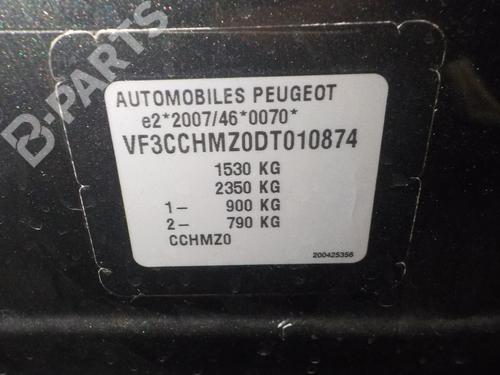 B-PARTS
AUTOMOBILES PEUGEOT
e2*2007/46*0070*
VF3CCHMZ0DT010874
1530 KG
2350 KG
1– 900 KG
2– 790 KG
CCHMZ0
200425356